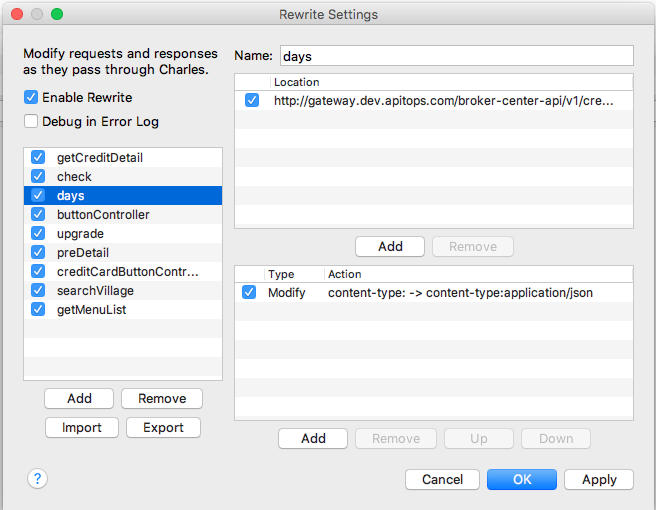 Rewrite Settings
Modify requests and responses
as they pass through Charles.
Enable Rewrite
Debug in Error Log
getCreditDetail
check
days
buttonController
upgrade
preDetail
creditCardButtonContr...
searchVillage
getMenuList
Add Remove
Import Export
Name: days
Location
http://gateway.dev.apitops.com/broker-center-api/v1/cre...
Add Remove
Type Action
Modify content-type: -> content-type:application/json
Add Remove Up Down
? Cancel OK Apply